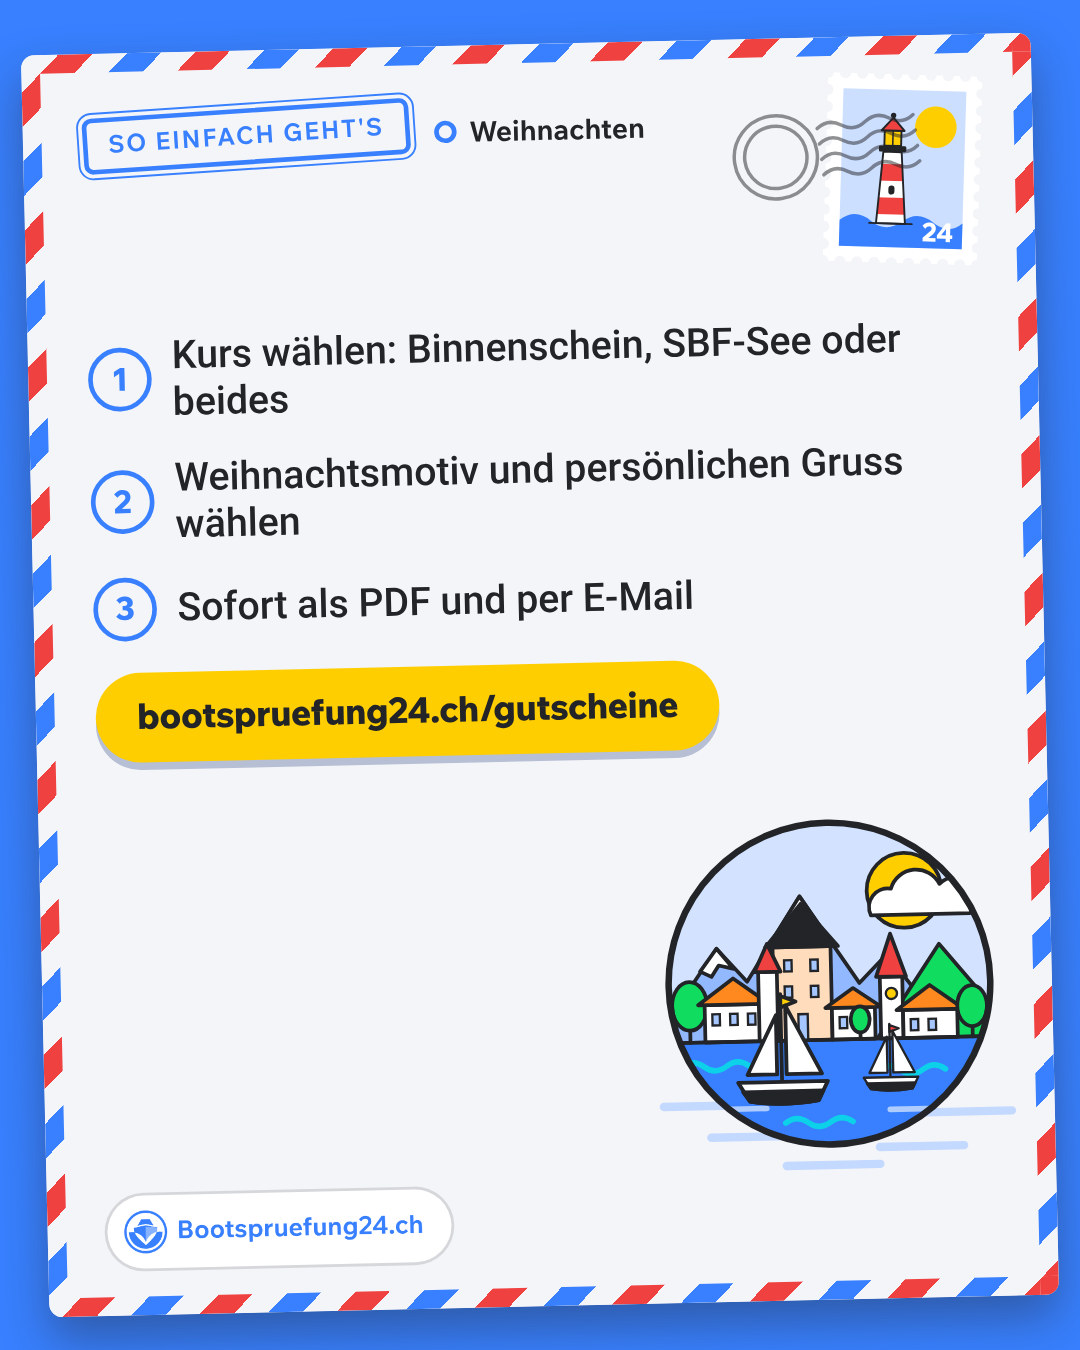 SO EINFACH GEHT'S
Weihnachten
24
1
Kurs wählen: Binnenschein, SBF-See oder
beides
2
Weihnachtsmotiv und persönlichen Gruss
wählen
3
Sofort als PDF und per E-Mail
bootspruefung24.ch/gutscheine
Bootspruefung24.ch